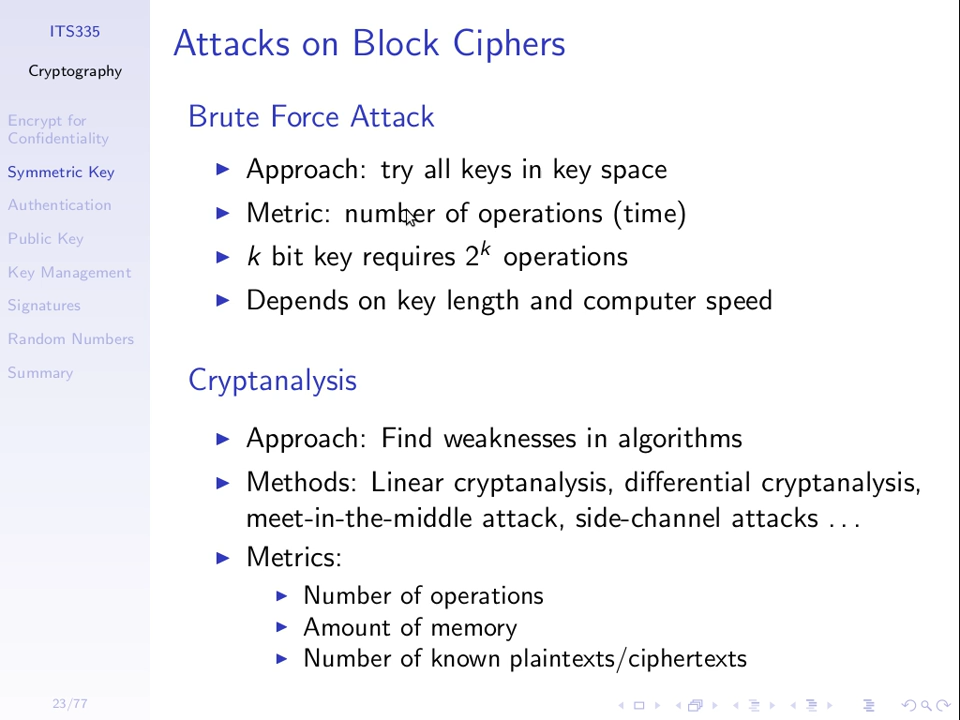 ITS335
Cryptography
Encrypt for
Confidentiality
Symmetric Key
Authentication
Public Key
Key Management
Signatures
Random Numbers
Summary
23/77
Attacks on Block Ciphers
Brute Force Attack
Approach: try all keys in key space
Metric: number of operations (time)
k bit key requires 2^k operations
Depends on key length and computer speed
Cryptanalysis
Approach: Find weaknesses in algorithms
Methods: Linear cryptanalysis, differential cryptanalysis,
meet-in-the-middle attack, side-channel attacks . . .
Metrics:
Number of operations
Amount of memory
Number of known plaintexts/ciphertexts